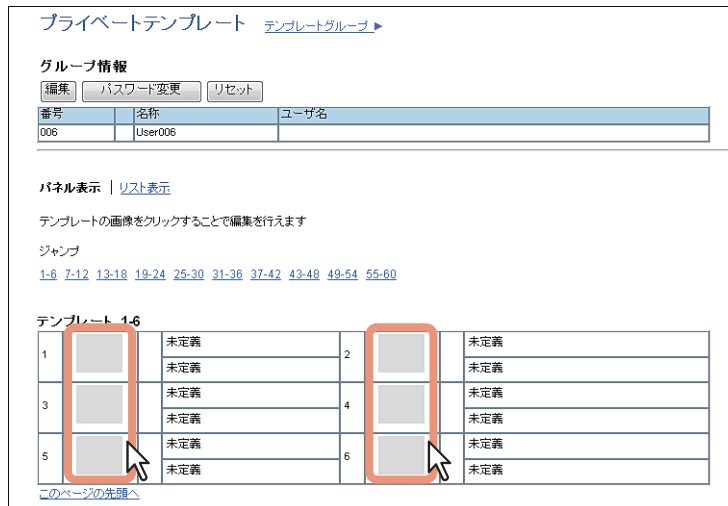 プライベートテンプレート テンプレートグループ
グループ情報
編集 パスワード変更 リセット
番号 名称 ユーザ名
006 User006
パネル表示 | リスト表示
テンプレートの画像をクリックすることで編集を行えます
ジャンプ
1-6 7-12 13-18 19-24 25-30 31-36 37-42 43-48 49-54 55-60
テンプレート 1-6
1 未定義 2 未定義
未定義 未定義
3 未定義 4 未定義
未定義 未定義
5 未定義 6 未定義
未定義 未定義
このページの先頭へ